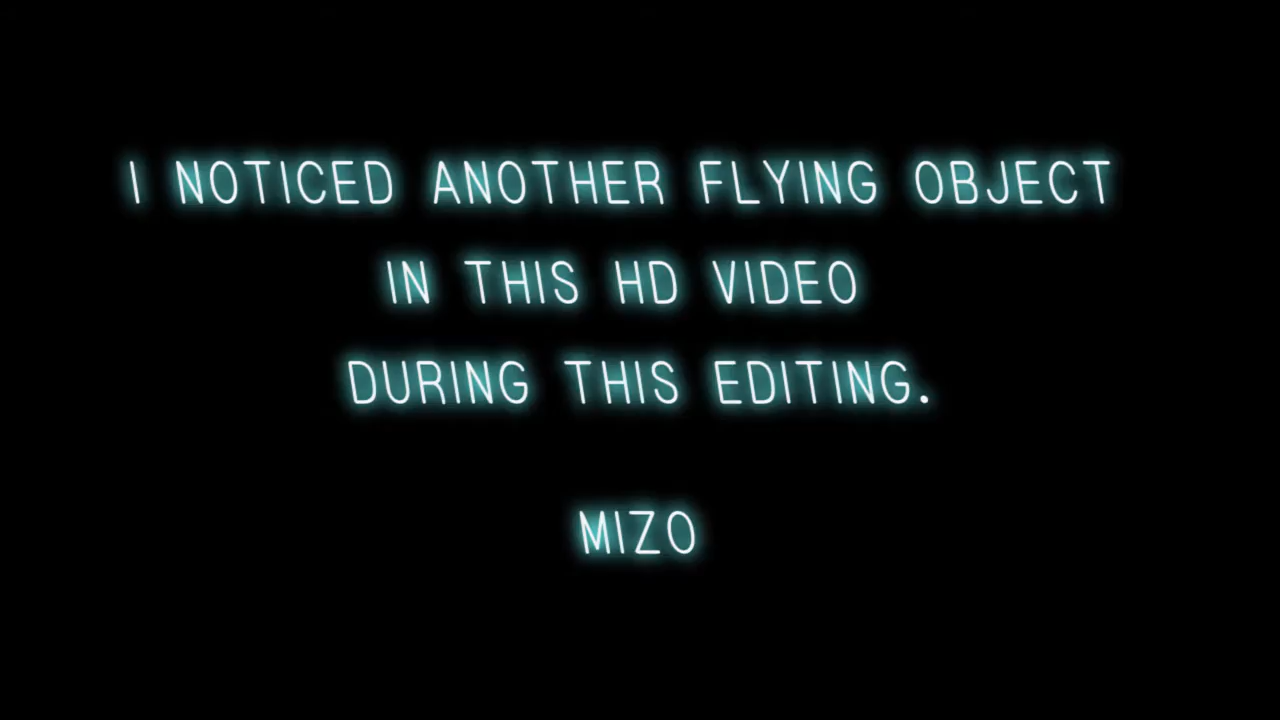 I NOTICED ANOTHER FLYING OBJECT
IN THIS HD VIDEO
DURING THIS EDITING.
MIZO